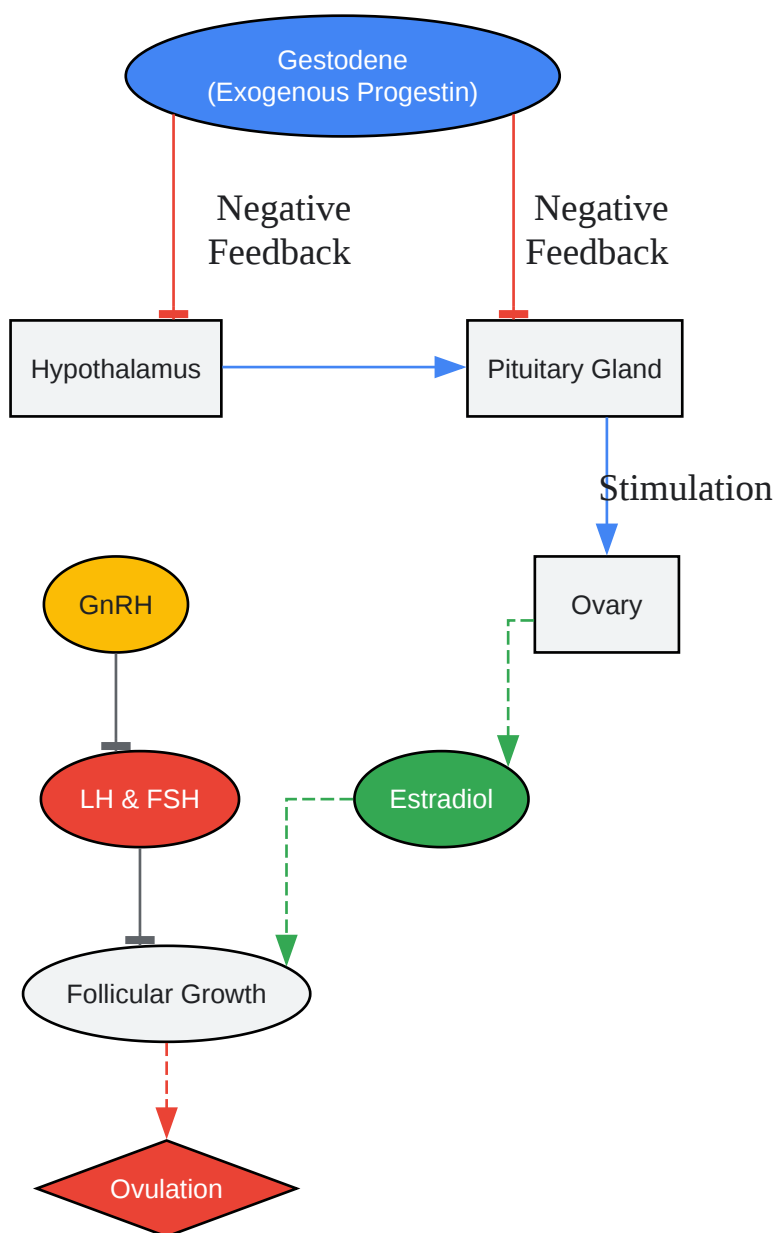 Gestodene
(Exogenous Progestin)
Negative
Feedback
Negative
Feedback
Hypothalamus
Pituitary Gland
Stimulation
GnRH
Ovary
LH & FSH
Estradiol
Follicular Growth
Ovulation